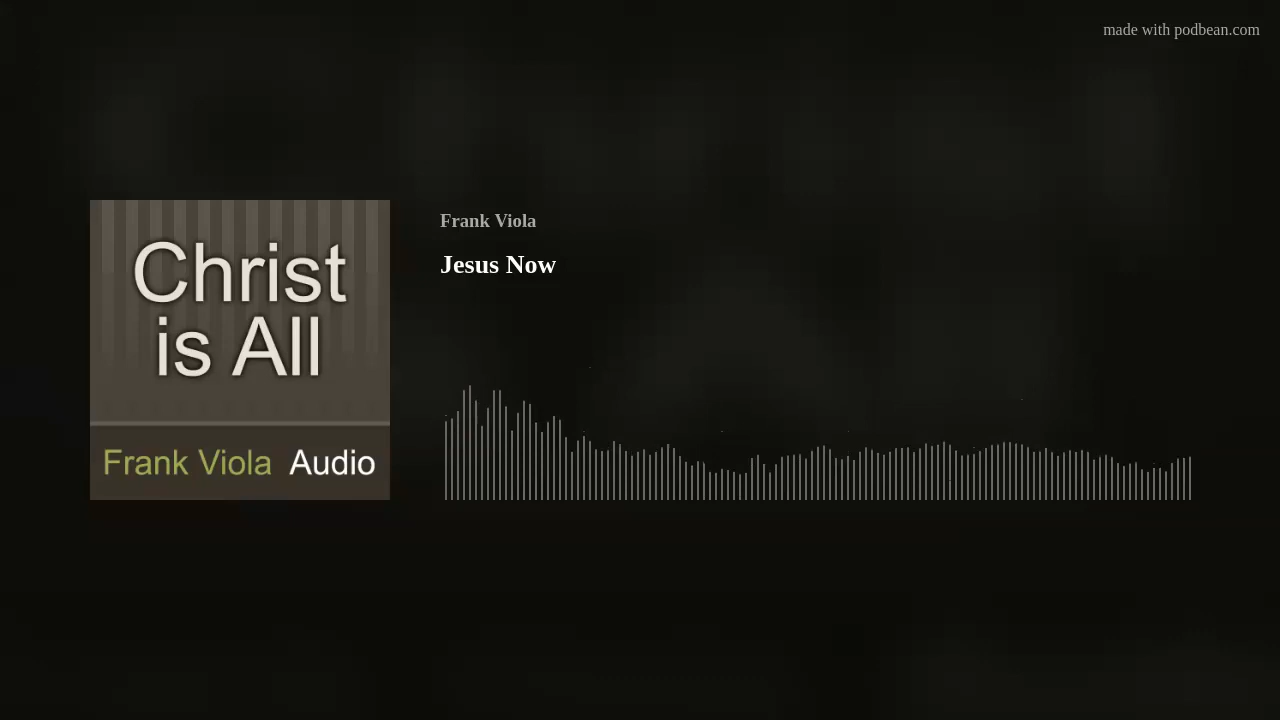 made with podbean.com
Christ
is All
Frank Viola Audio
Frank Viola
Jesus Now